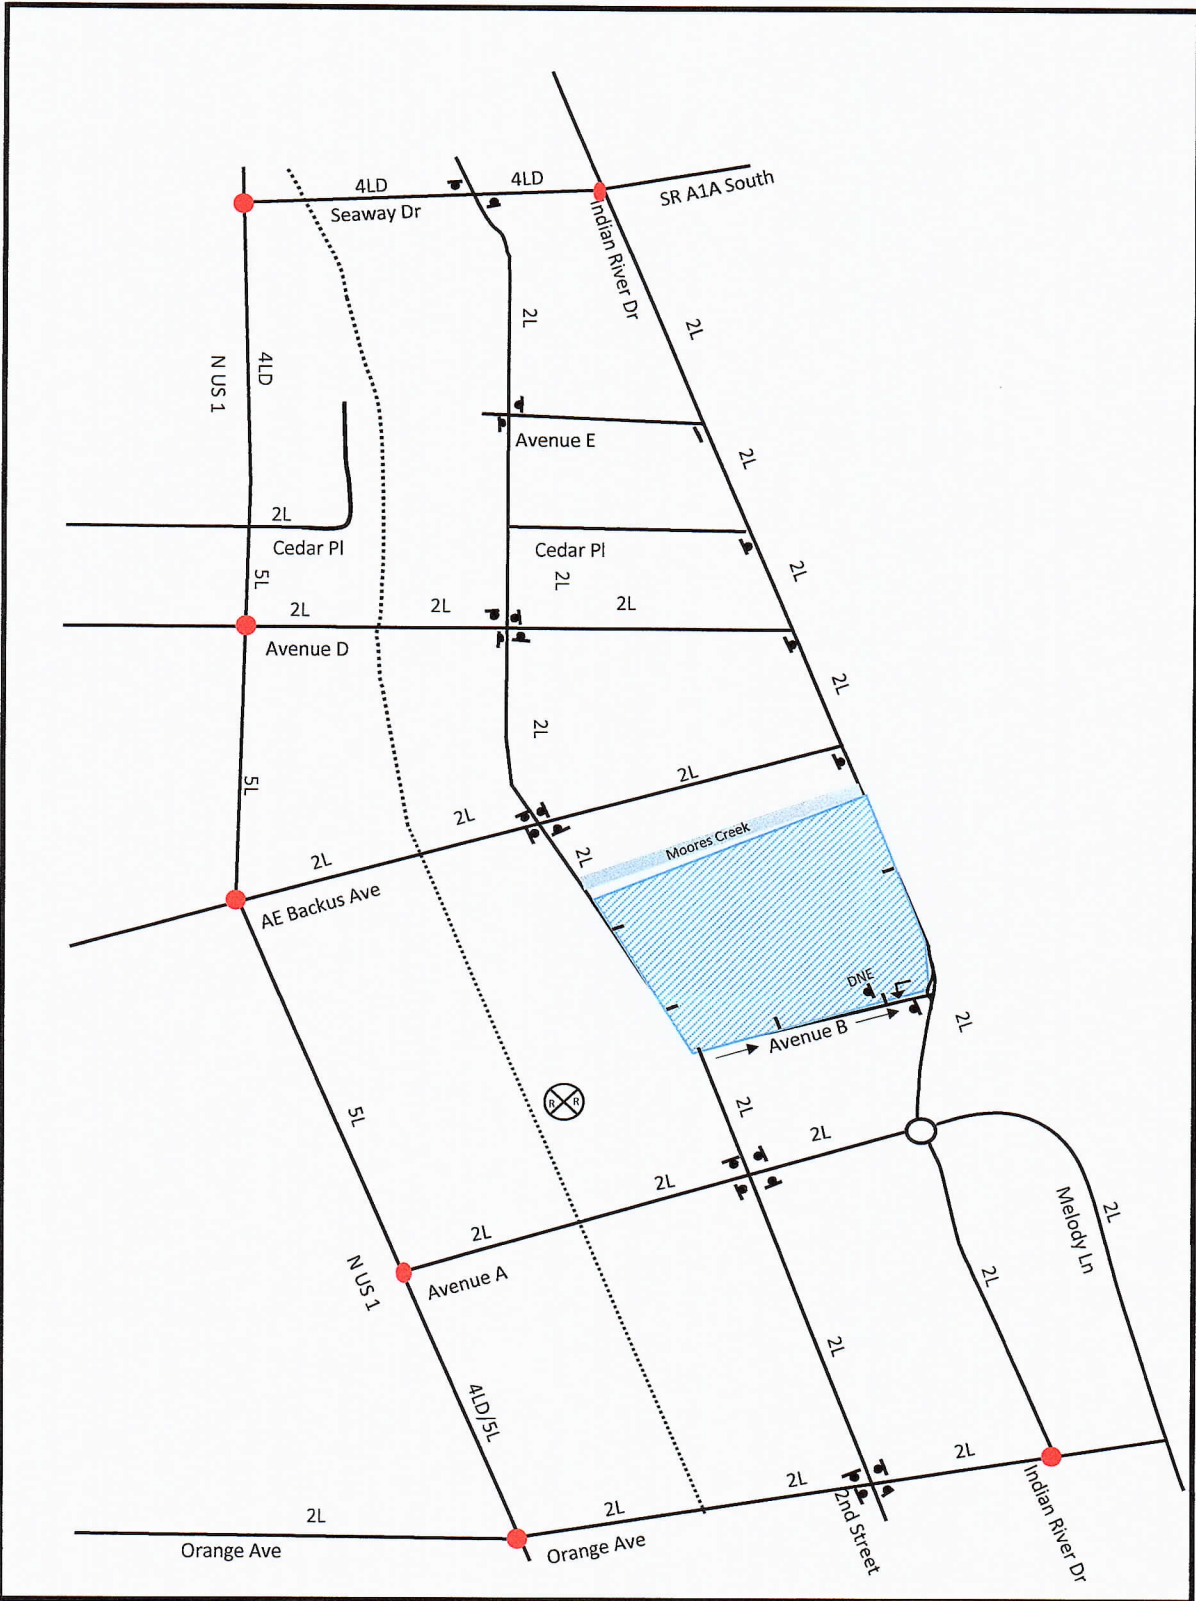 4LD
4LD
SR A1A South
Seaway Dr
Indian River Dr
2L
2L
4LD
N US 1
Avenue E
2L
2L
Cedar Pl
Cedar Pl
2L
5L
2L
2L
2L
2L
Avenue D
2L
2L
5L
2L
2L
2L
Moores Creek
2L
AE Backus Ave
DNE
Avenue B
2L
R R
5L
2L
2L
2L
2L
Melody Ln
2L
N US 1
Avenue A
2L
2L
4LD/5L
2L
2L
2L
2L
2nd Street
Indian River Dr
Orange Ave
Orange Ave